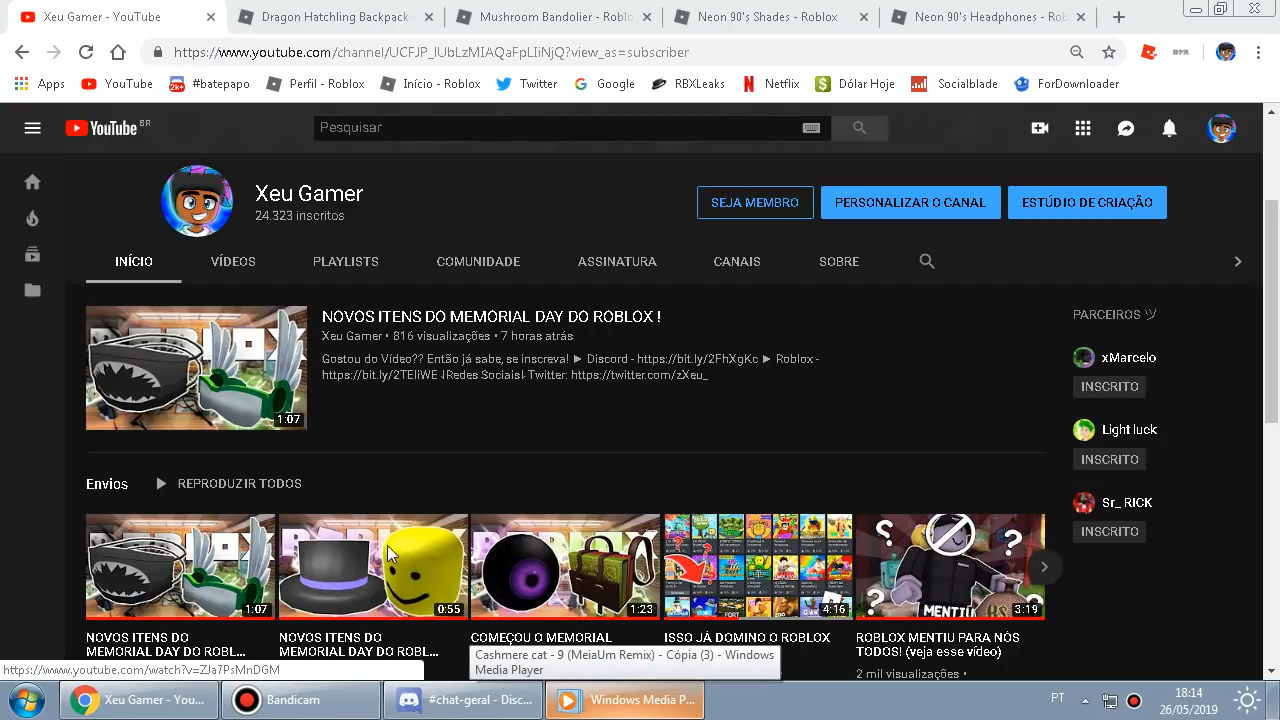 Xeu Gamer - YouTube
Dragon Hatchling Backpack -
Mushroom Bandolier - Roblo
Neon 80's Shades - Roblox
Neon 80's Headphones - Rob
https://www.youtube.com/channel/UCFJP_IUbLzMIAQaFpLIiNIQ?view_as=subscriber
Apps
YouTube
#batepapo
Perfil - Roblox
Início - Roblox
Twitter
Google
RBXLeaks
Netflix
Dólar Hoje
Socialblade
ForDownloader
YouTube BR
Pesquisar
Xeu Gamer
24.323 inscritos
SEJA MEMBRO
PERSONALIZAR O CANAL
ESTÚDIO DE CRIAÇÃO
INÍCIO
VÍDEOS
PLAYLISTS
COMUNIDADE
ASSINATURA
CANAIS
SOBRE
NOVOS ITENS DO MEMORIAL DAY DO ROBLOX !
Xeu Gamer • 816 visualizações • 7 horas atrás
Gostou do Vídeo?? Então já sabe, se inscreva! ► Discord - https://bit.ly/2FhXgKc ► Roblox -
https://bit.ly/2TEliWE |Redes Sociais| Twitter: https://twitter.com/zXeu_
1:07
PARCEIROS ツ
xMarcelo
INSCRITO
Light luck
INSCRITO
Sr_ RICK
INSCRITO
Envios
REPRODUZIR TODOS
1:07
0:55
1:23
4:16
MENTIU
3:19
NOVOS ITENS DO
MEMORIAL DAY DO ROBL...
NOVOS ITENS DO
MEMORIAL DAY DO ROBL...
COMEÇOU O MEMORIAL
ISSO JÁ DOMINO O ROBLOX
ROBLOX MENTIU PARA NÓS
TODOS! (veja esse vídeo)
2 mil visualizações •
Cashmere cat - 9 (MeiaUm Remix) - Cópia (3) - Windows
Media Player
https://www.youtube.com/watch?v=ZJa7PsMnDGM
Xeu Gamer - You...
Bandicam
#chat-geral - Disc...
Windows Media P...
PT
18:14
26/05/2019